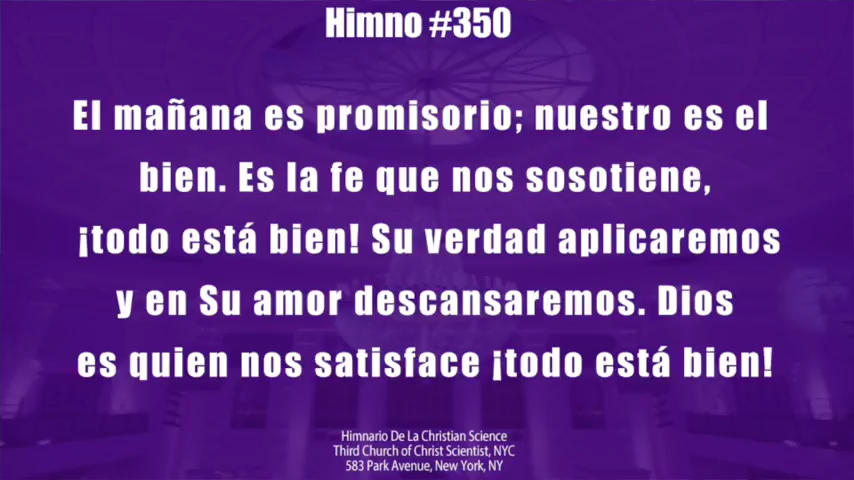 Himno #350
El mañana es promisorio; nuestro es el
bien. Es la fe que nos sosotiene,
¡todo está bien! Su verdad aplicaremos
y en Su amor descansaremos. Dios
es quien nos satisface ¡todo está bien!
Himnario De La Christian Science
Third Church of Christ Scientist, NYC
583 Park Avenue, New York, NY